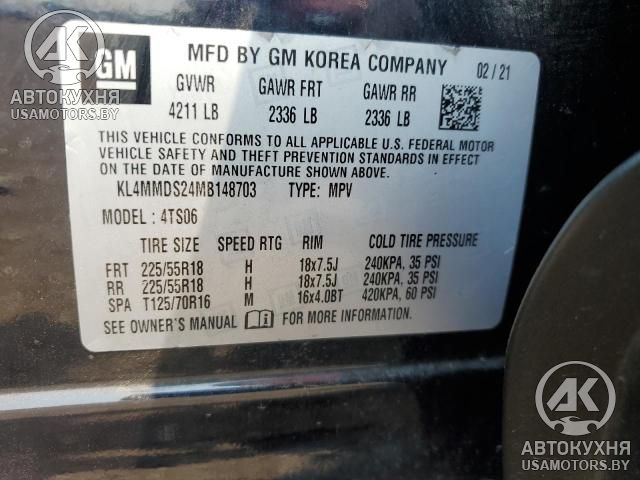 GM
MFD BY GM KOREA COMPANY 02 / 21
GVWR GAWR FRT GAWR RR
4211 LB 2336 LB 2336 LB
THIS VEHICLE CONFORMS TO ALL APPLICABLE U.S. FEDERAL MOTOR
VEHICLE SAFETY AND THEFT PREVENTION STANDARDS IN EFFECT
ON THE DATE OF MANUFACTURE SHOWN ABOVE.
KL4MMDS24MB148703 TYPE: MPV
MODEL : 4TS06
TIRE SIZE SPEED RTG RIM COLD TIRE PRESSURE
FRT 225/55R18 H 18x7.5J 240KPA, 35 PSI
RR 225/55R18 H 18x7.5J 240KPA, 35 PSI
SPA T125/70R16 M 16x4.0BT 420KPA, 60 PSI
SEE OWNER'S MANUAL i FOR MORE INFORMATION.
АК
АВТОКУХНЯ
USAMOTORS.BY
АК
АВТОКУХНЯ
USAMOTORS.BY